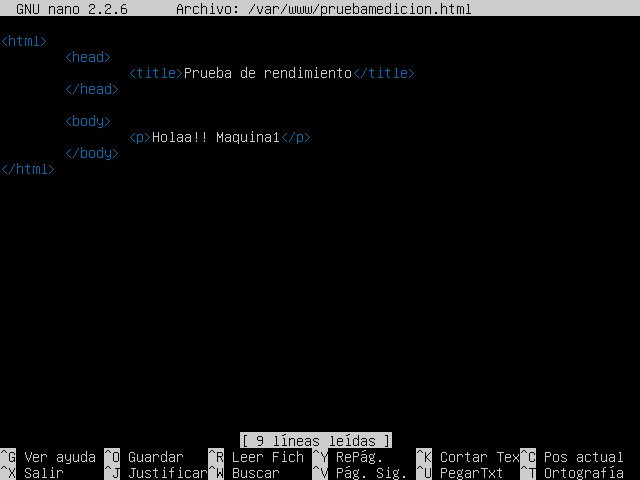 GNU nano 2.2.6 Archivo: /var/www/pruebamedicion.html
<html>
<head>
<title>Prueba de rendimiento</title>
</head>
<body>
<p>Holaa!! Maquina1</p>
</body>
</html>
[ 9 líneas leídas ]
^G Ver ayuda ^O Guardar ^R Leer Fich ^Y RePág. ^K Cortar Tex ^C Pos actual
^X Salir ^J Justificar ^W Buscar ^V Pág. Sig. ^U PegarTxt ^T Ortografía